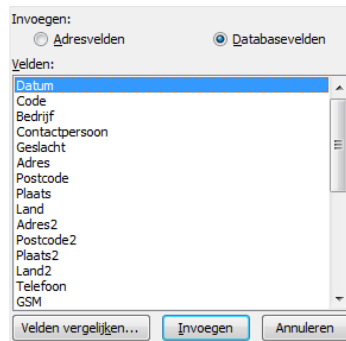 Invoegen:
Adresvelden Databasevelden
Velden:
Datum
Code
Bedrijf
Contactpersoon
Geslacht
Adres
Postcode
Plaats
Land
Adres2
Postcode2
Plaats2
Land2
Telefoon
GSM
Velden vergelijken... Invoegen Annuleren